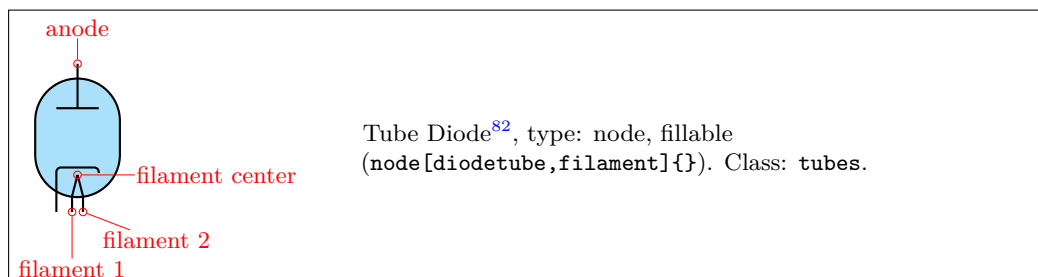 anode
Tube Diode82, type: node, fillable
(node[diodetube,filament]{}). Class: tubes.
filament center
filament 2
filament 1